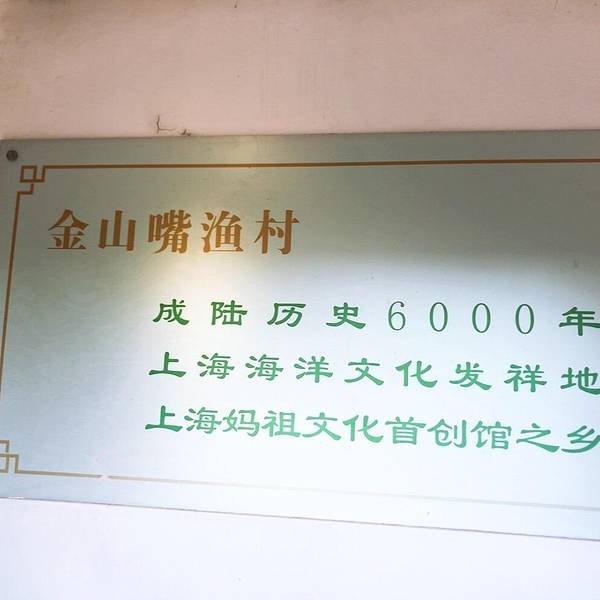 金山嘴渔村
成陆历史6000年
上海海洋文化发祥地
上海妈祖文化首创馆之乡